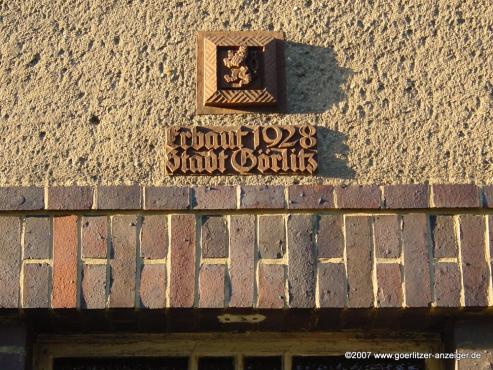 Erbaut 1928
Stadt Görlitz
©2007 www.goerlitzer-anzeiger.de